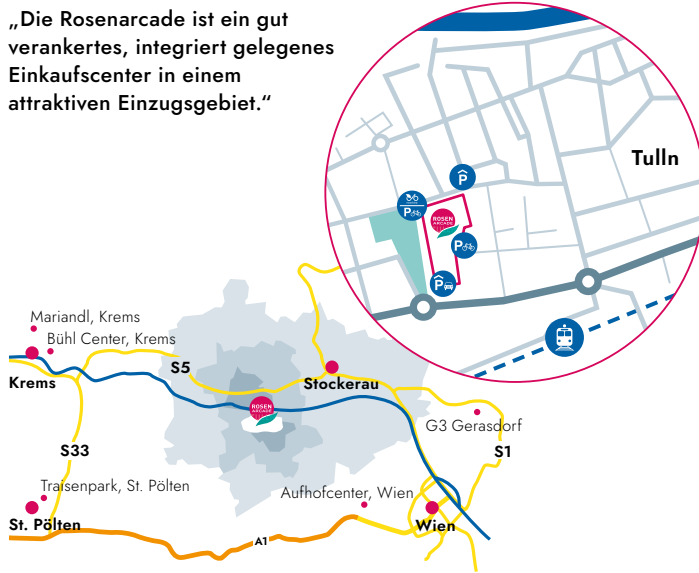 „Die Rosenarcade ist ein gut
verankertes, integriert gelegenes
Einkaufscenter in einem
attraktiven Einzugsgebiet.“
Tulln
P
P
ROSEN
ARCADE
P
P
Mariandl, Krems
Bühl Center, Krems
Krems
S5
Stockerau
ROSEN
ARCADE
G3 Gerasdorf
S33
S1
Traisenpark, St. Pölten
Aufhofcenter, Wien
St. Pölten
Wien
A1